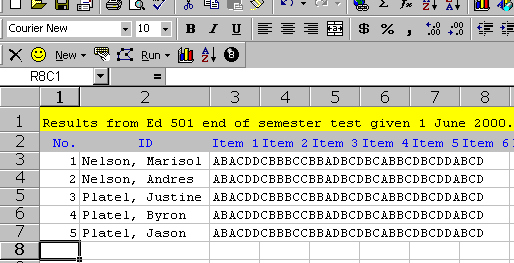 Courier New 10 B I U $ % , .00 .00
New Run
R8C1 =
1 2 3 4 5 6 7 8
1 Results from Ed 501 end of semester test given 1 June 2000.
2 No. ID Item 1 Item 2 Item 3 Item 4 Item 5 Item 6
3 1 Nelson, Marisol ABACDDCBBBCCBBADBCDBCABBCDBCDDABCD
4 2 Nelson, Andres ABACDDCBBBCCBBADBCDBCABBCDBCDDABCD
5 3 Platel, Justine ABACDDCBBBCCBBADBCDBCABBCDBCDDABCD
6 4 Platel, Byron ABACDDCBBBCCBBADBCDBCABBCDBCDDABCD
7 5 Platel, Jason ABACDDCBBBCCBBADBCDBCABBCDBCDDABCD
8